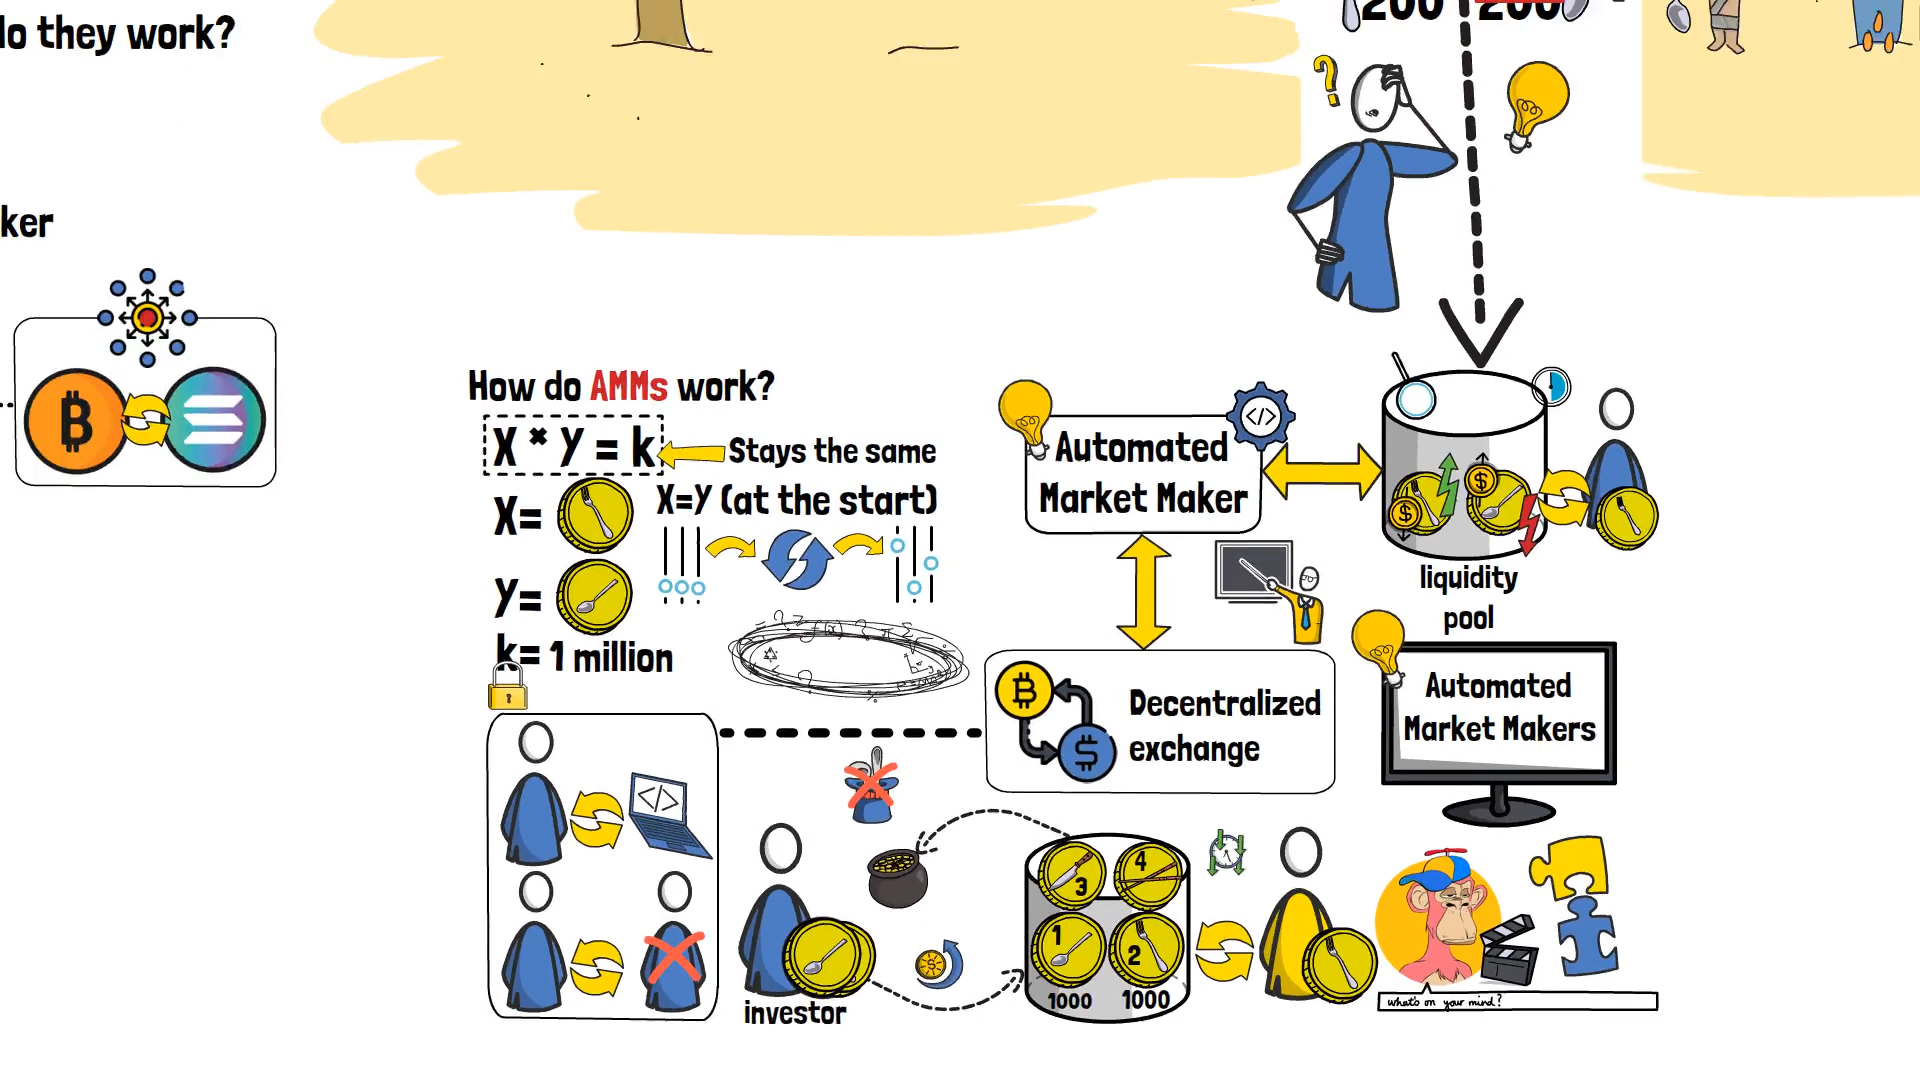 do they work?
200 200
ker
How do AMMs work?
X * Y = k
Stays the same
X=Y (at the start)
X=
Y=
k= 1 million
Automated
Market Maker
</>
liquidity
pool
Decentralized
exchange
Automated
Market Makers
</>
investor
3
4
1
2
1000
1000
what's on your mind?